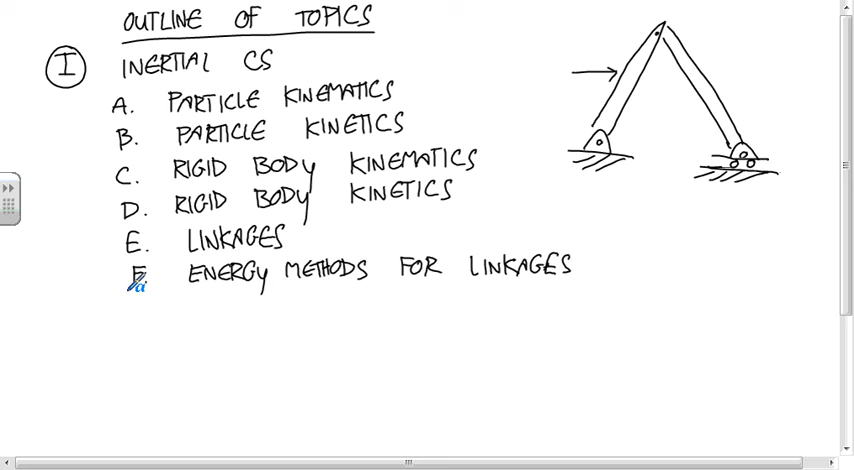 OUTLINE OF TOPICS
I INERTIAL CS
A. PARTICLE KINEMATICS
B. PARTICLE KINETICS
C. RIGID BODY KINEMATICS
D. RIGID BODY KINETICS
E. LINKAGES
F ENERGY METHODS FOR LINKAGES